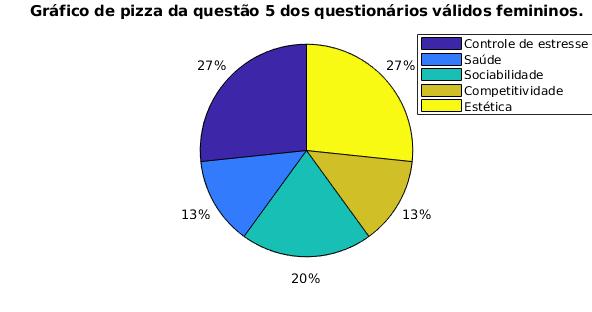 Gráfico de pizza da questão 5 dos questionários válidos femininos.
27%
27%
Controle de estresse
Saúde
Sociabilidade
Competitividade
Estética
13%
13%
20%